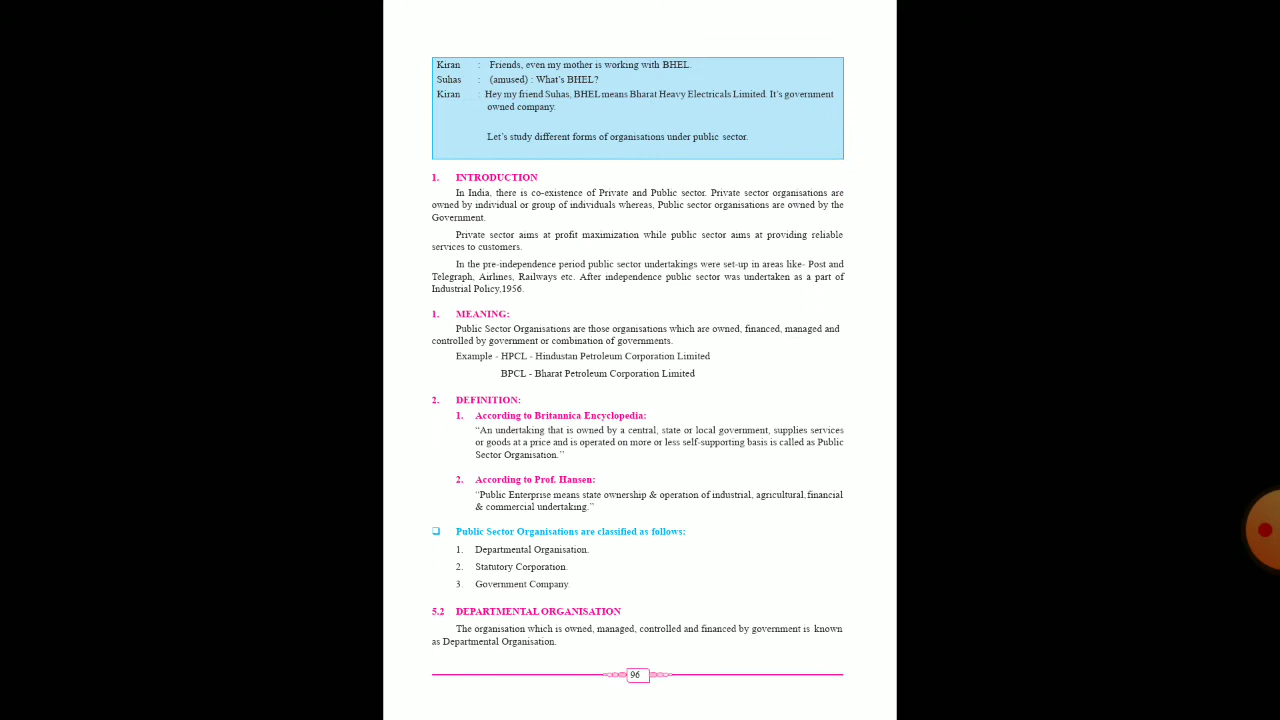 Kiran : Friends, even my mother is working with BHEL.
Suhas : (amused) : What's BHEL?
Kiran : Hey my friend Suhas, BHEL means Bharat Heavy Electricals Limited. It's government
owned company.
Let's study different forms of organisations under public sector.
1. INTRODUCTION
In India, there is co-existence of Private and Public sector. Private sector organisations are
owned by individual or group of individuals whereas, Public sector organisations are owned by the
Government.
Private sector aims at profit maximization while public sector aims at providing reliable
services to customers.
In the pre-independence period public sector undertakings were set-up in areas like- Post and
Telegraph, Airlines, Railways etc. After independence public sector was undertaken as a part of
Industrial Policy,1956.
1. MEANING:
Public Sector Organisations are those organisations which are owned, financed, managed and
controlled by government or combination of governments.
Example - HPCL - Hindustan Petroleum Corporation Limited
BPCL - Bharat Petroleum Corporation Limited
2. DEFINITION:
1. According to Britannica Encyclopedia:
“An undertaking that is owned by a central, state or local government, supplies services
or goods at a price and is operated on more or less self-supporting basis is called as Public
Sector Organisation.”
2. According to Prof. Hansen:
“Public Enterprise means state ownership & operation of industrial, agricultural, financial
& commercial undertaking.”
❑ Public Sector Organisations are classified as follows:
1. Departmental Organisation.
2. Statutory Corporation.
3. Government Company.
5.2 DEPARTMENTAL ORGANISATION
The organisation which is owned, managed, controlled and financed by government is known
as Departmental Organisation.
96